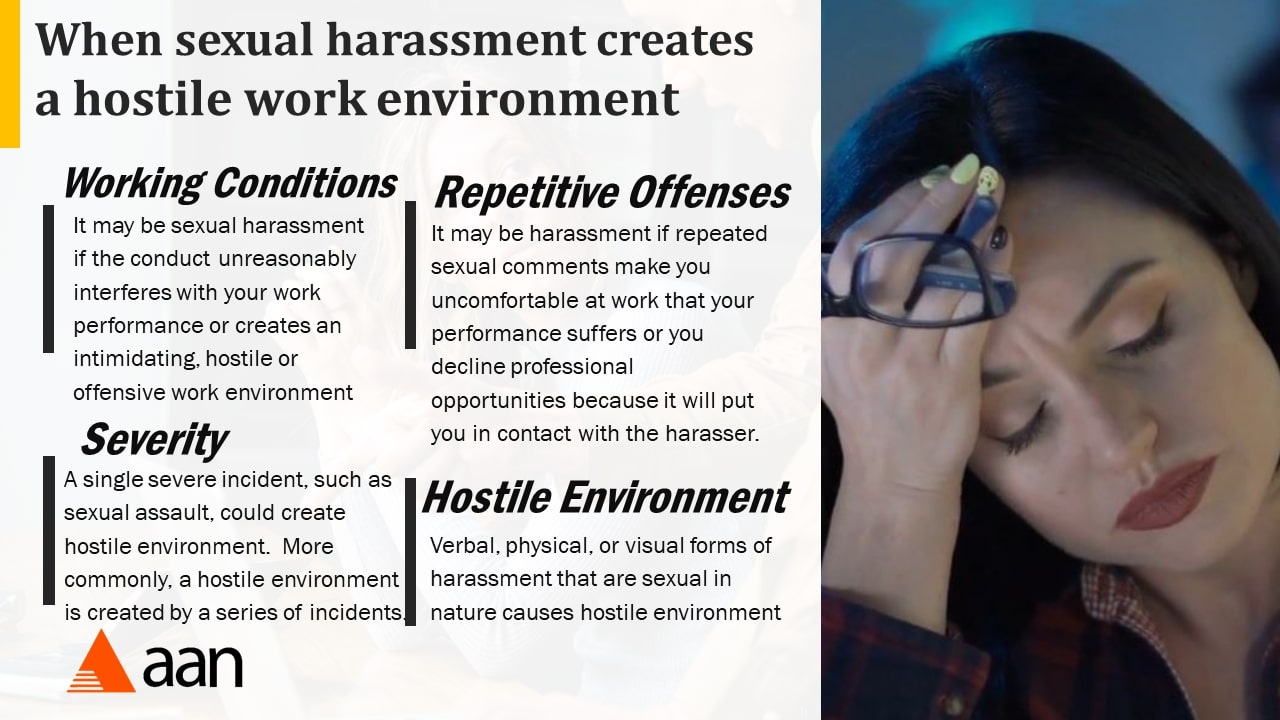 When sexual harassment creates
a hostile work environment
Working Conditions
It may be sexual harassment
if the conduct unreasonably
interferes with your work
performance or creates an
intimidating, hostile or
offensive work environment
Severity
A single severe incident, such as
sexual assault, could create
hostile environment.  More
commonly, a hostile environment
is created by a series of incidents.
Repetitive Offenses
It may be harassment if repeated
sexual comments make you
uncomfortable at work that your
performance suffers or you
decline professional
opportunities because it will put
you in contact with the harasser.
Hostile Environment
Verbal, physical, or visual forms of
harassment that are sexual in
nature causes hostile environment
aan